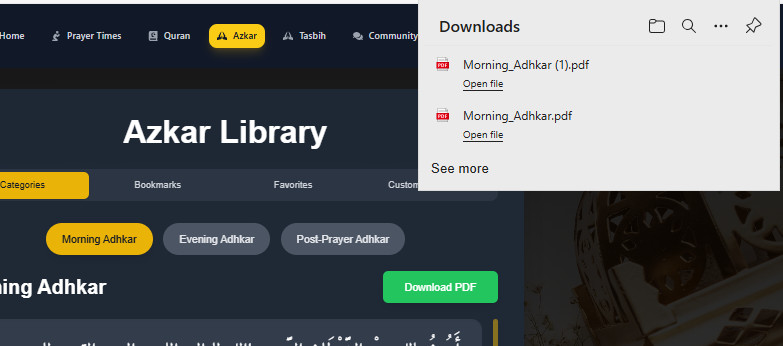 Home Prayer Times Quran Azkar Tasbih Community
Downloads
Morning_Adhkar (1).pdf
Open file
Morning_Adhkar.pdf
Open file
See more
Azkar Library
Categories Bookmarks Favorites Custom
Morning Adhkar Evening Adhkar Post-Prayer Adhkar
ning Adhkar Download PDF